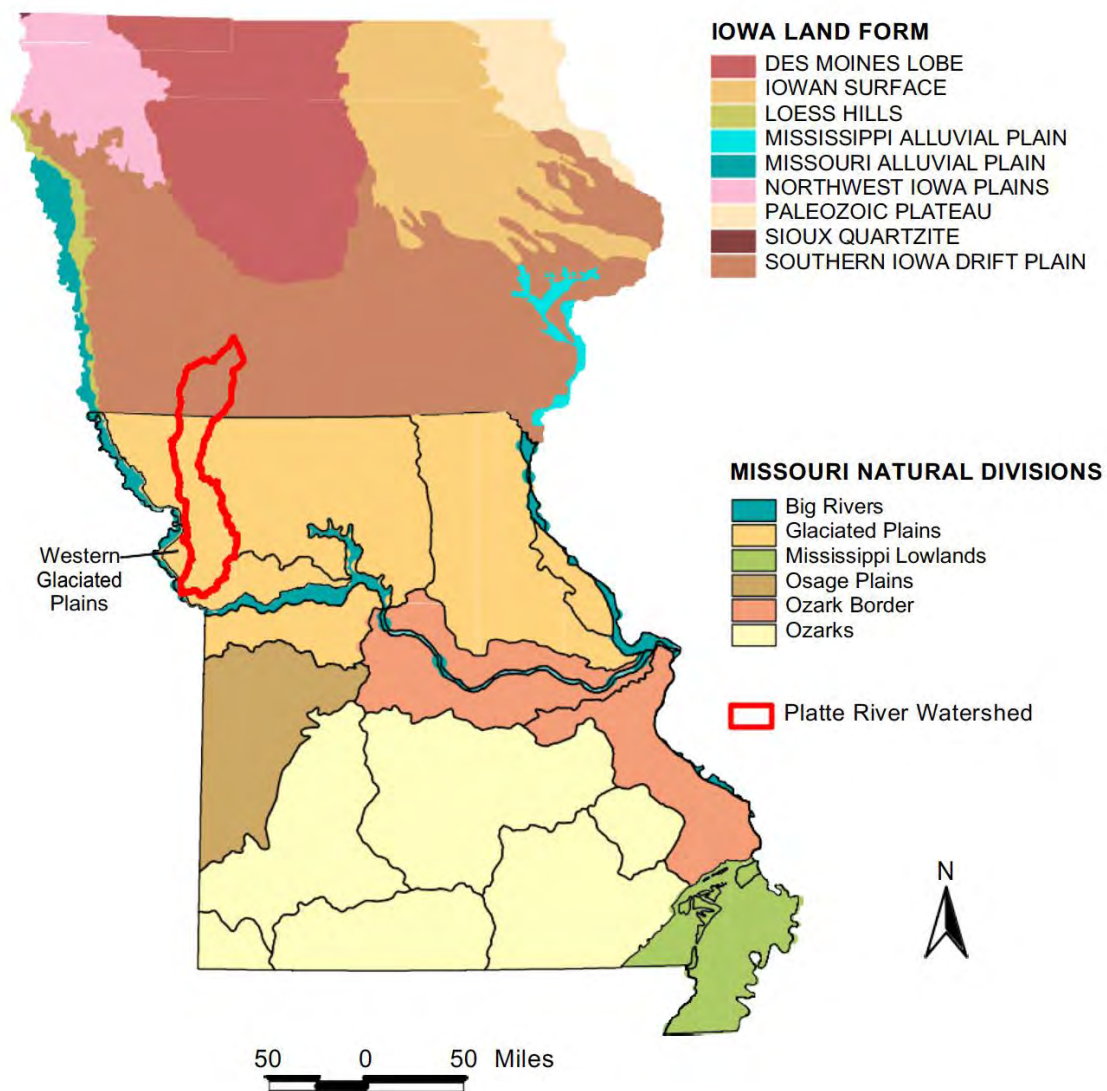 IOWA LAND FORM
DES MOINES LOBE
IOWAN SURFACE
LOESS HILLS
MISSISSIPPI ALLUVIAL PLAIN
MISSOURI ALLUVIAL PLAIN
NORTHWEST IOWA PLAINS
PALEOZOIC PLATEAU
SIOUX QUARTZITE
SOUTHERN IOWA DRIFT PLAIN
MISSOURI NATURAL DIVISIONS
Big Rivers
Glaciated Plains
Mississippi Lowlands
Osage Plains
Ozark Border
Ozarks
Platte River Watershed
Western
Glaciated
Plains
N
50 0 50 Miles